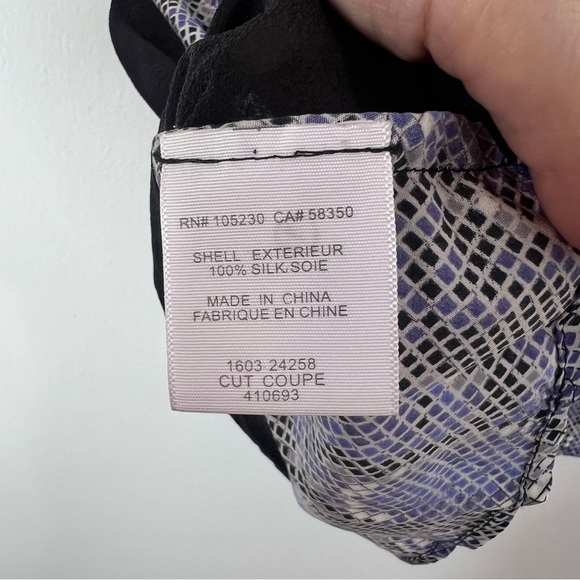 RN# 105230 CA# 58350
SHELL EXTERIEUR
100% SILK/SOIE
MADE IN CHINA
FABRIQUE EN CHINE
1603 24258
CUT COUPE
410693